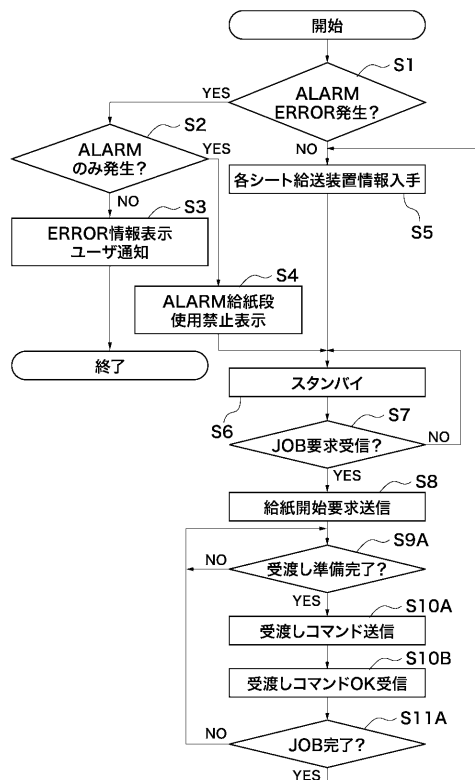 開始
S1
ALARM
ERROR発生？
YES
NO
S2
ALARM
のみ発生？
YES
NO
各シート給送装置情報入手
S5
S3
ERROR情報表示
ユーザ通知
S4
ALARM給紙段
使用禁止表示
終了
スタンバイ
S6
S7
JOB要求受信？
NO
YES
S8
給紙開始要求送信
S9A
受渡し準備完了？
NO
YES
S10A
受渡しコマンド送信
S10B
受渡しコマンドOK受信
S11A
JOB完了？
NO
YES